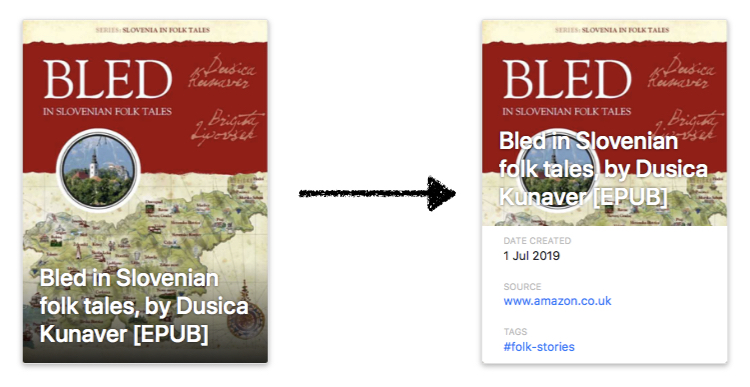 SERIES: SLOVENIA IN FOLK TALES
BLED
Dusica
Kunaver
IN SLOVENIAN FOLK TALES
Brigita
Lipovšek
Bled in Slovenian
folk tales, by Dusica
Kunaver [EPUB]
SERIES: SLOVENIA IN FOLK TALES
BLED
Dusica
Kunaver
IN SLOVENIAN FOLK TALES
Brigita
Lipovšek
Bled in Slovenian
folk tales, by Dusica
Kunaver [EPUB]
DATE CREATED
1 Jul 2019
SOURCE
www.amazon.co.uk
TAGS
#folk-stories